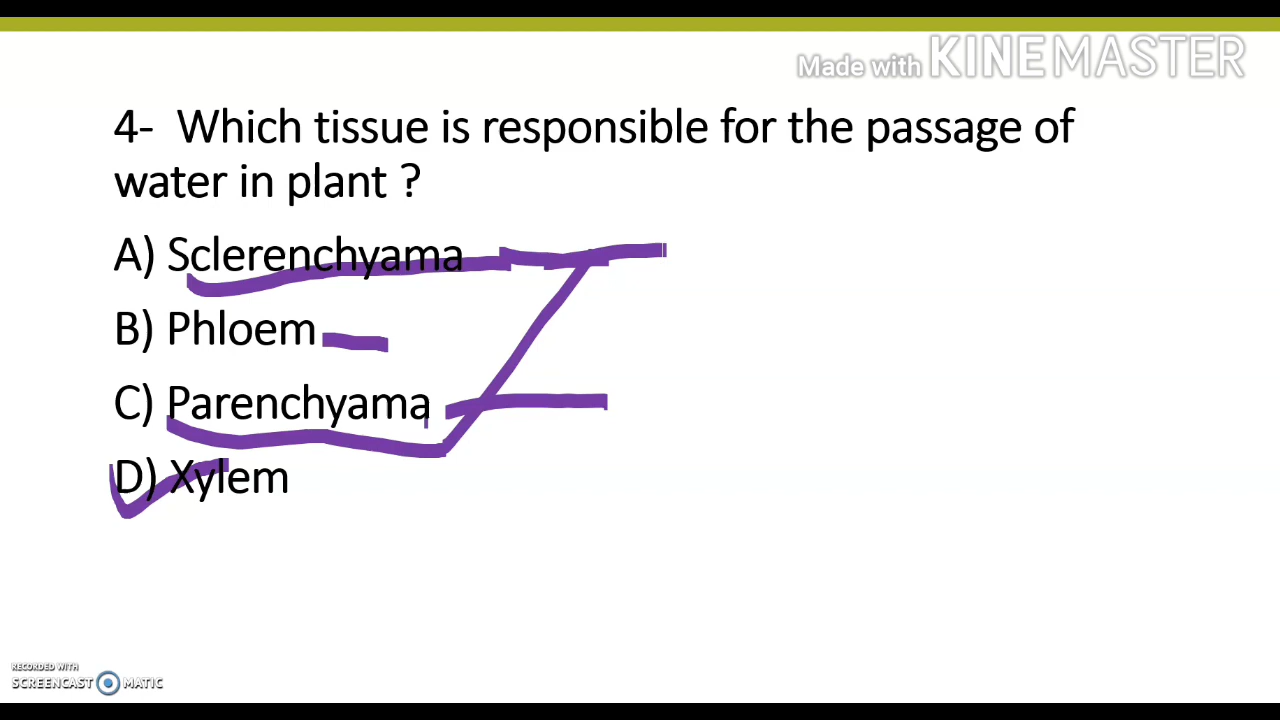 Made with KINEMASTER
4- Which tissue is responsible for the passage of
water in plant ?
A) Sclerenchyama
B) Phloem
C) Parenchyama
D) Xylem
RECORDED WITH
SCREENCAST MATIC